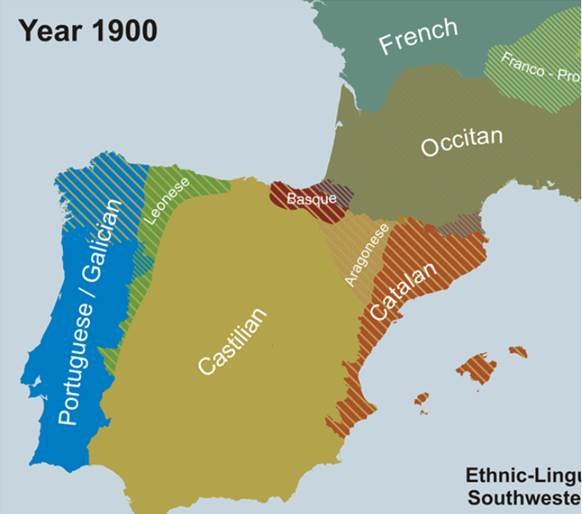 Year 1900
French
Franco - Pro
Occitan
Leonese
Basque
Portuguese / Galician
Aragonese
Catalan
Castilian
Ethnic-Lingu
Southweste